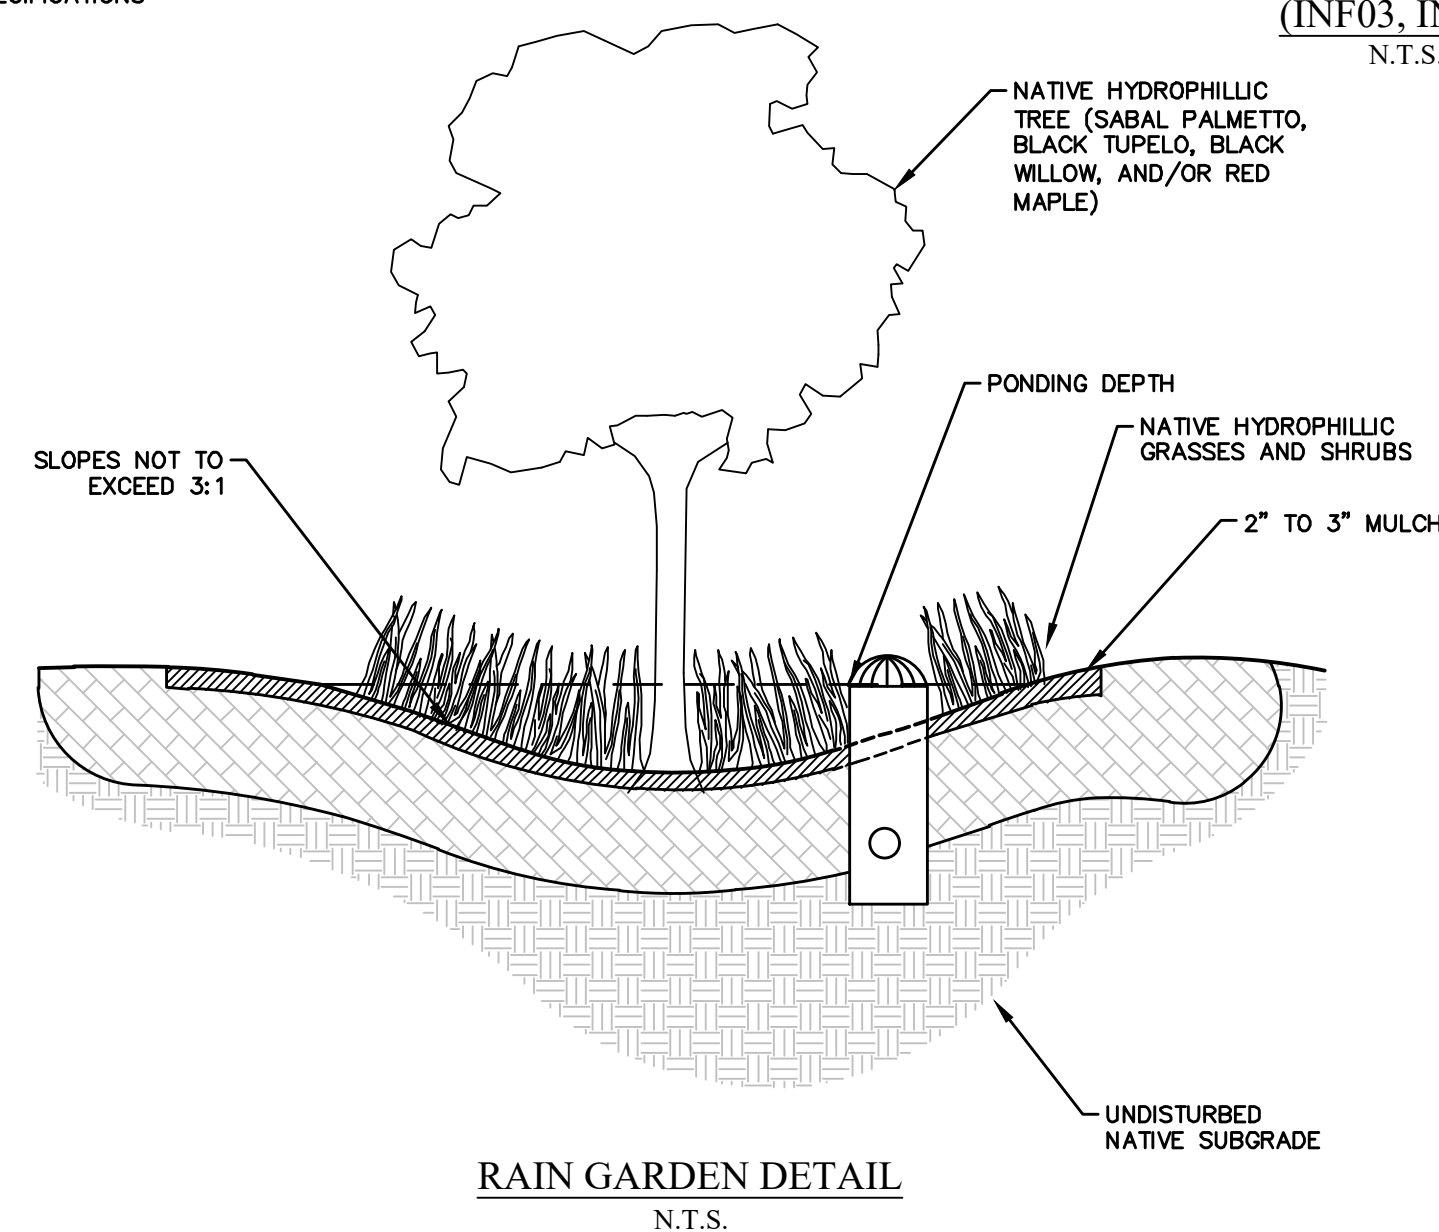 (INF03,
N.T.S.
NATIVE HYDROPHILLIC
TREE (SABAL PALMETTO,
BLACK TUPELO, BLACK
WILLOW, AND/OR RED
MAPLE)
PONDING DEPTH
NATIVE HYDROPHILLIC
GRASSES AND SHRUBS
SLOPES NOT TO
EXCEED 3:1
2" TO 3" MULCH
UNDISTURBED
NATIVE SUBGRADE
RAIN GARDEN DETAIL
N.T.S.